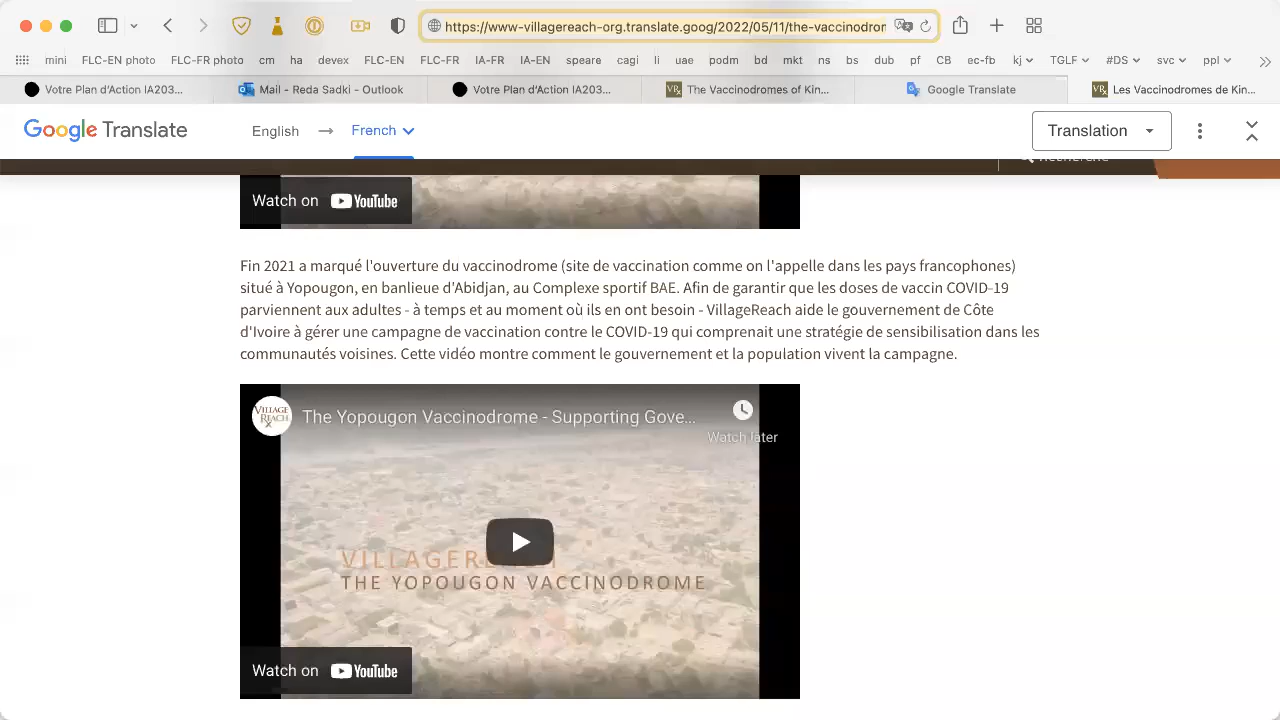 https://www-villagereach-org.translate.goog/2022/05/11/the-vaccinodrom
mini FLC-EN photo FLC-FR photo cm ha devex FLC-EN FLC-FR IA-FR IA-EN speare cagi li uae podm bd mkt ns bs dub pf CB ec-fb kj TGLF #DS svc ppl
Votre Plan d'Action IA203... Mail - Reda Sadki - Outlook Votre Plan d'Action IA203... The Vaccinodromes of Kin... Google Translate Les Vaccinodromes de Kin...
Google Translate English → French Translation
RECHERCHE
Watch on YouTube
Fin 2021 a marqué l'ouverture du vaccinodrome (site de vaccination comme on l'appelle dans les pays francophones)
situé à Yopougon, en banlieue d'Abidjan, au Complexe sportif BAE. Afin de garantir que les doses de vaccin COVID-19
parviennent aux adultes - à temps et au moment où ils en ont besoin - VillageReach aide le gouvernement de Côte
d'Ivoire à gérer une campagne de vaccination contre le COVID-19 qui comprenait une stratégie de sensibilisation dans les
communautés voisines. Cette vidéo montre comment le gouvernement et la population vivent la campagne.
VILLAGE REACH
The Yopougon Vaccinodrome - Supporting Gove...
Watch later
THE YOPOUGON VACCINODROME
Watch on YouTube